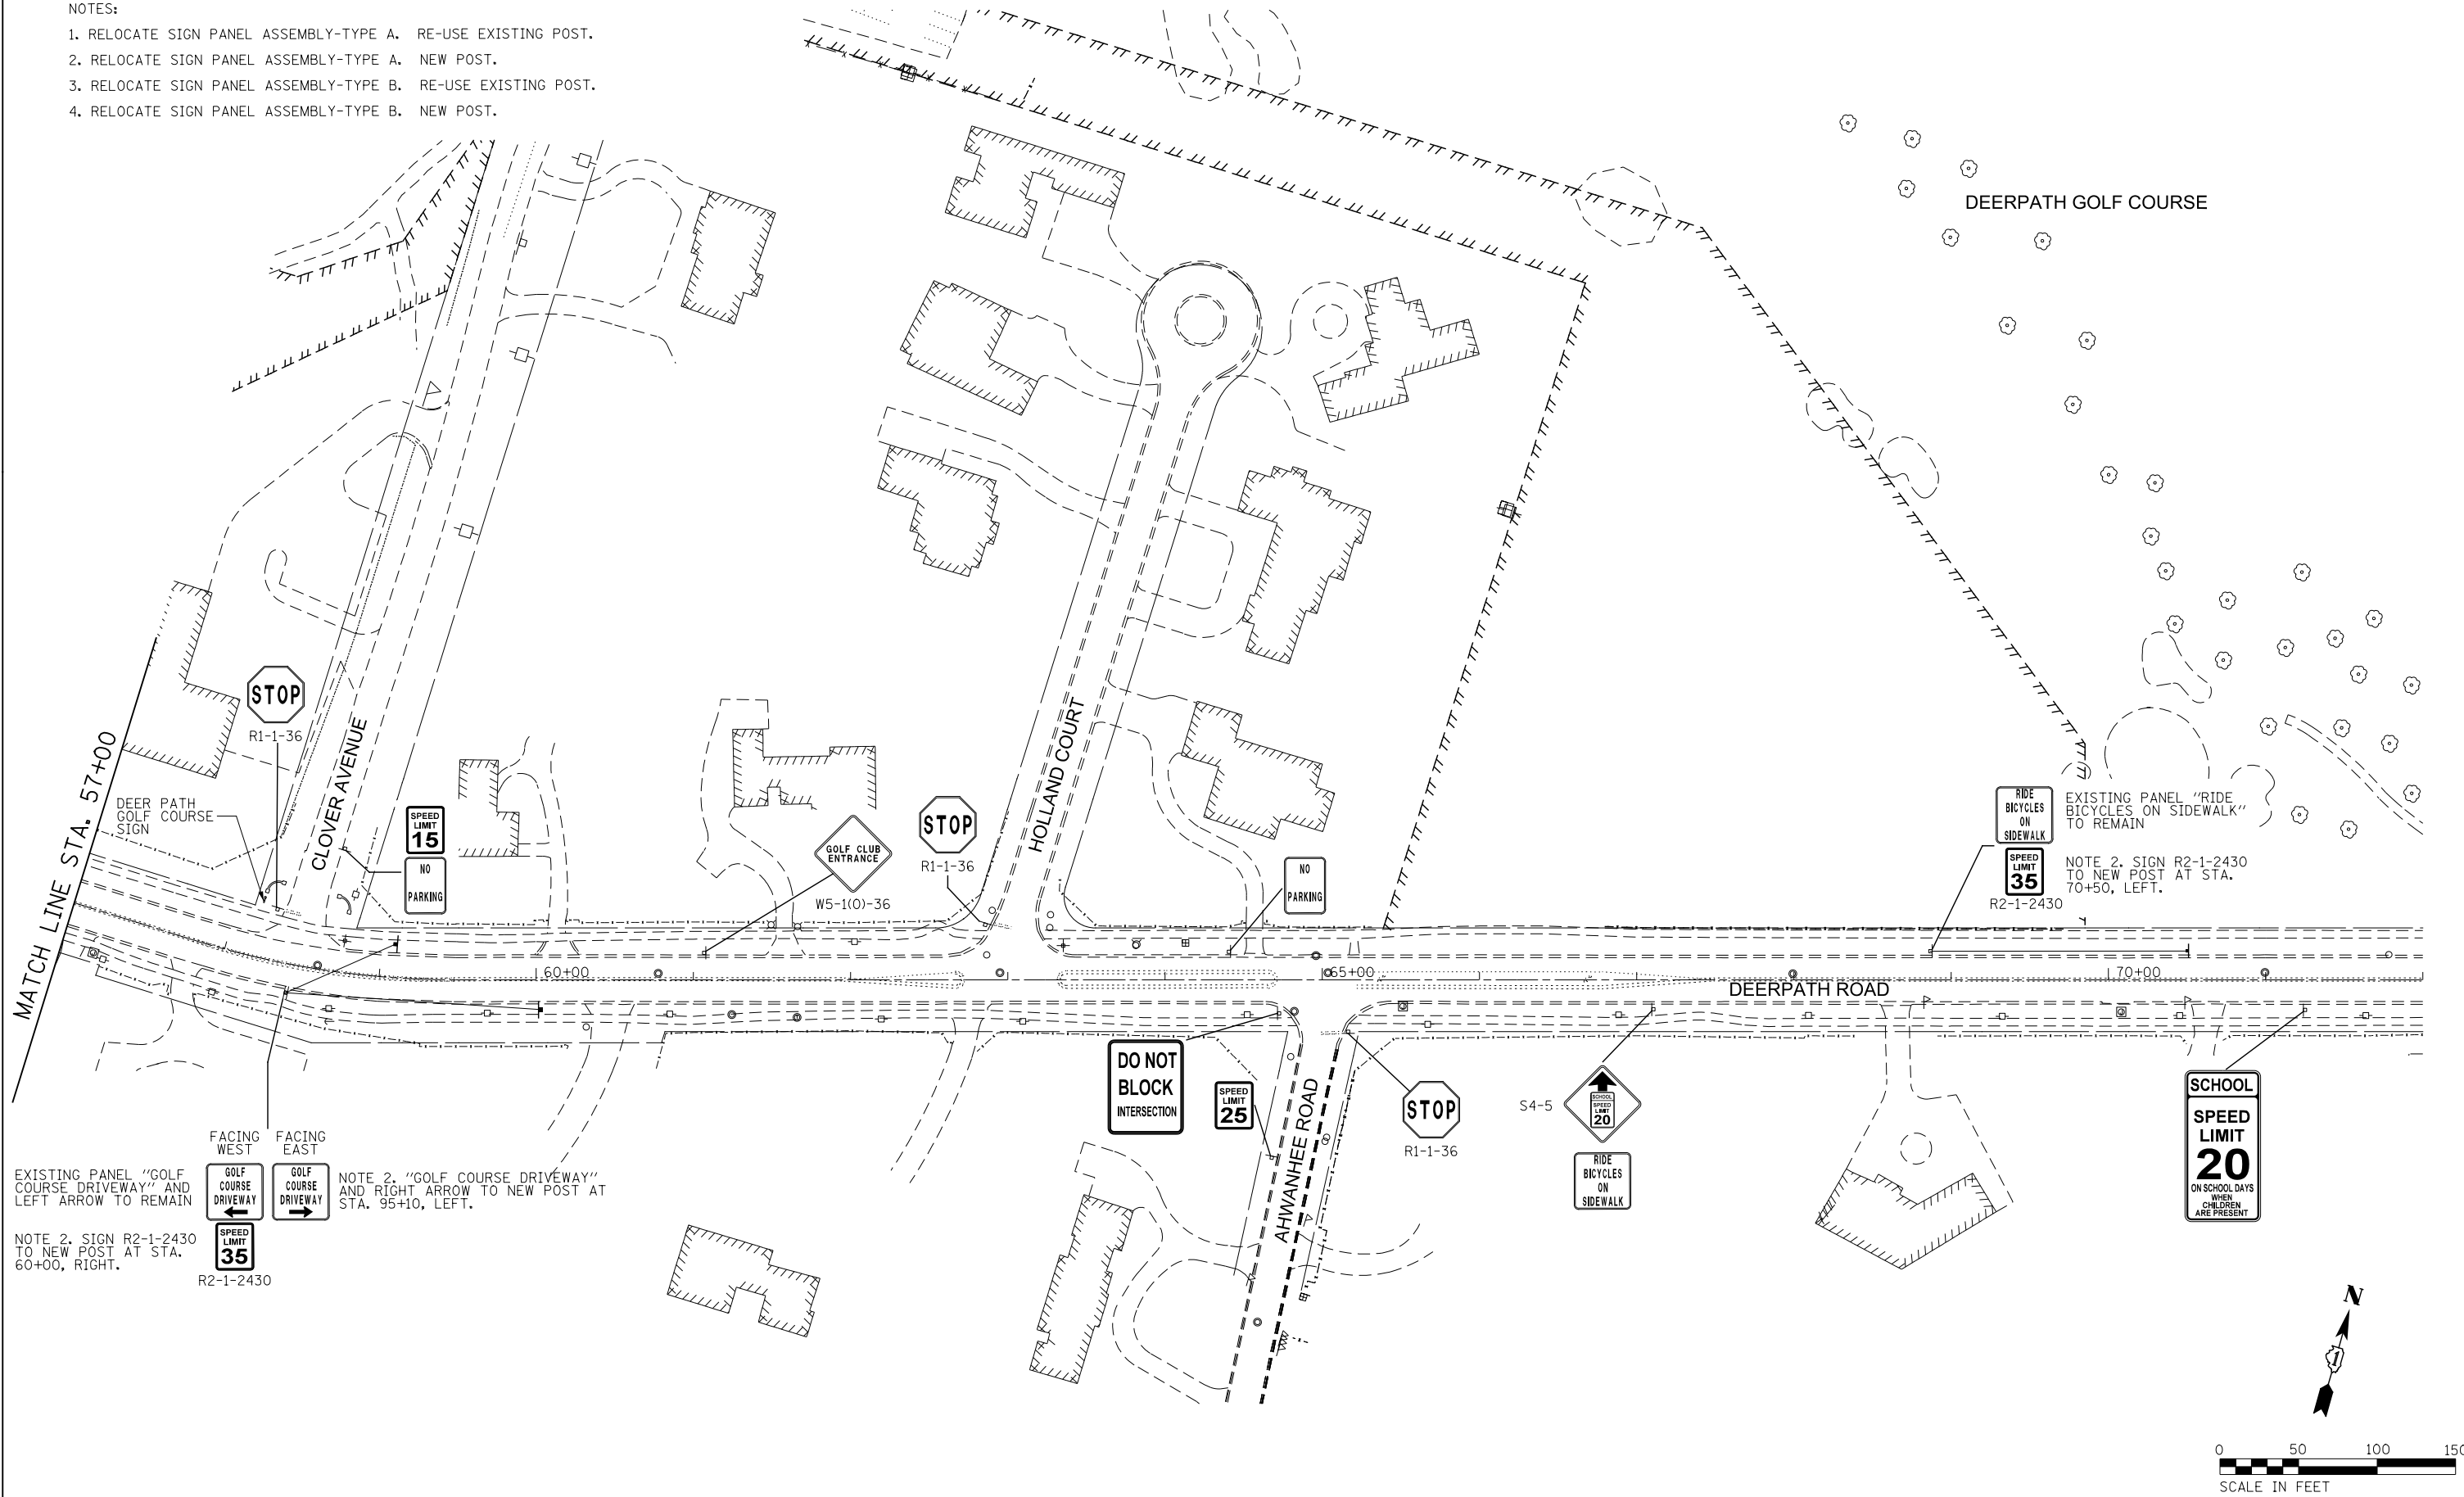 NOTES:
1. RELOCATE SIGN PANEL ASSEMBLY-TYPE A. RE-USE EXISTING POST.
2. RELOCATE SIGN PANEL ASSEMBLY-TYPE A. NEW POST.
3. RELOCATE SIGN PANEL ASSEMBLY-TYPE B. RE-USE EXISTING POST.
4. RELOCATE SIGN PANEL ASSEMBLY-TYPE B. NEW POST.
DEERPATH GOLF COURSE
STOP
R1-1-36
MATCH LINE STA. 57+00
DEER PATH
GOLF COURSE
SIGN
CLOVER AVENUE
SPEED
LIMIT
15
NO
PARKING
GOLF CLUB
ENTRANCE
W5-1(O)-36
STOP
R1-1-36
HOLLAND COURT
NO
PARKING
RIDE
BICYCLES
ON
SIDEWALK
EXISTING PANEL "RIDE
BICYCLES ON SIDEWALK"
TO REMAIN
SPEED
LIMIT
35
R2-1-2430
NOTE 2. SIGN R2-1-2430
TO NEW POST AT STA.
70+50, LEFT.
60+00
65+00
70+00
DEERPATH ROAD
DO NOT
BLOCK
INTERSECTION
SPEED
LIMIT
25
AHWANHEE ROAD
STOP
R1-1-36
S4-5
SCHOOL
SPEED
LIMIT
20
RIDE
BICYCLES
ON
SIDEWALK
SCHOOL
SPEED
LIMIT
20
ON SCHOOL DAYS
WHEN
CHILDREN
ARE PRESENT
FACING
WEST
FACING
EAST
EXISTING PANEL "GOLF
COURSE DRIVEWAY" AND
LEFT ARROW TO REMAIN
GOLF
COURSE
DRIVEWAY
GOLF
COURSE
DRIVEWAY
NOTE 2. "GOLF COURSE DRIVEWAY"
AND RIGHT ARROW TO NEW POST AT
STA. 95+10, LEFT.
NOTE 2. SIGN R2-1-2430
TO NEW POST AT STA.
60+00, RIGHT.
SPEED
LIMIT
35
R2-1-2430
N
1
0 50 100 150
SCALE IN FEET